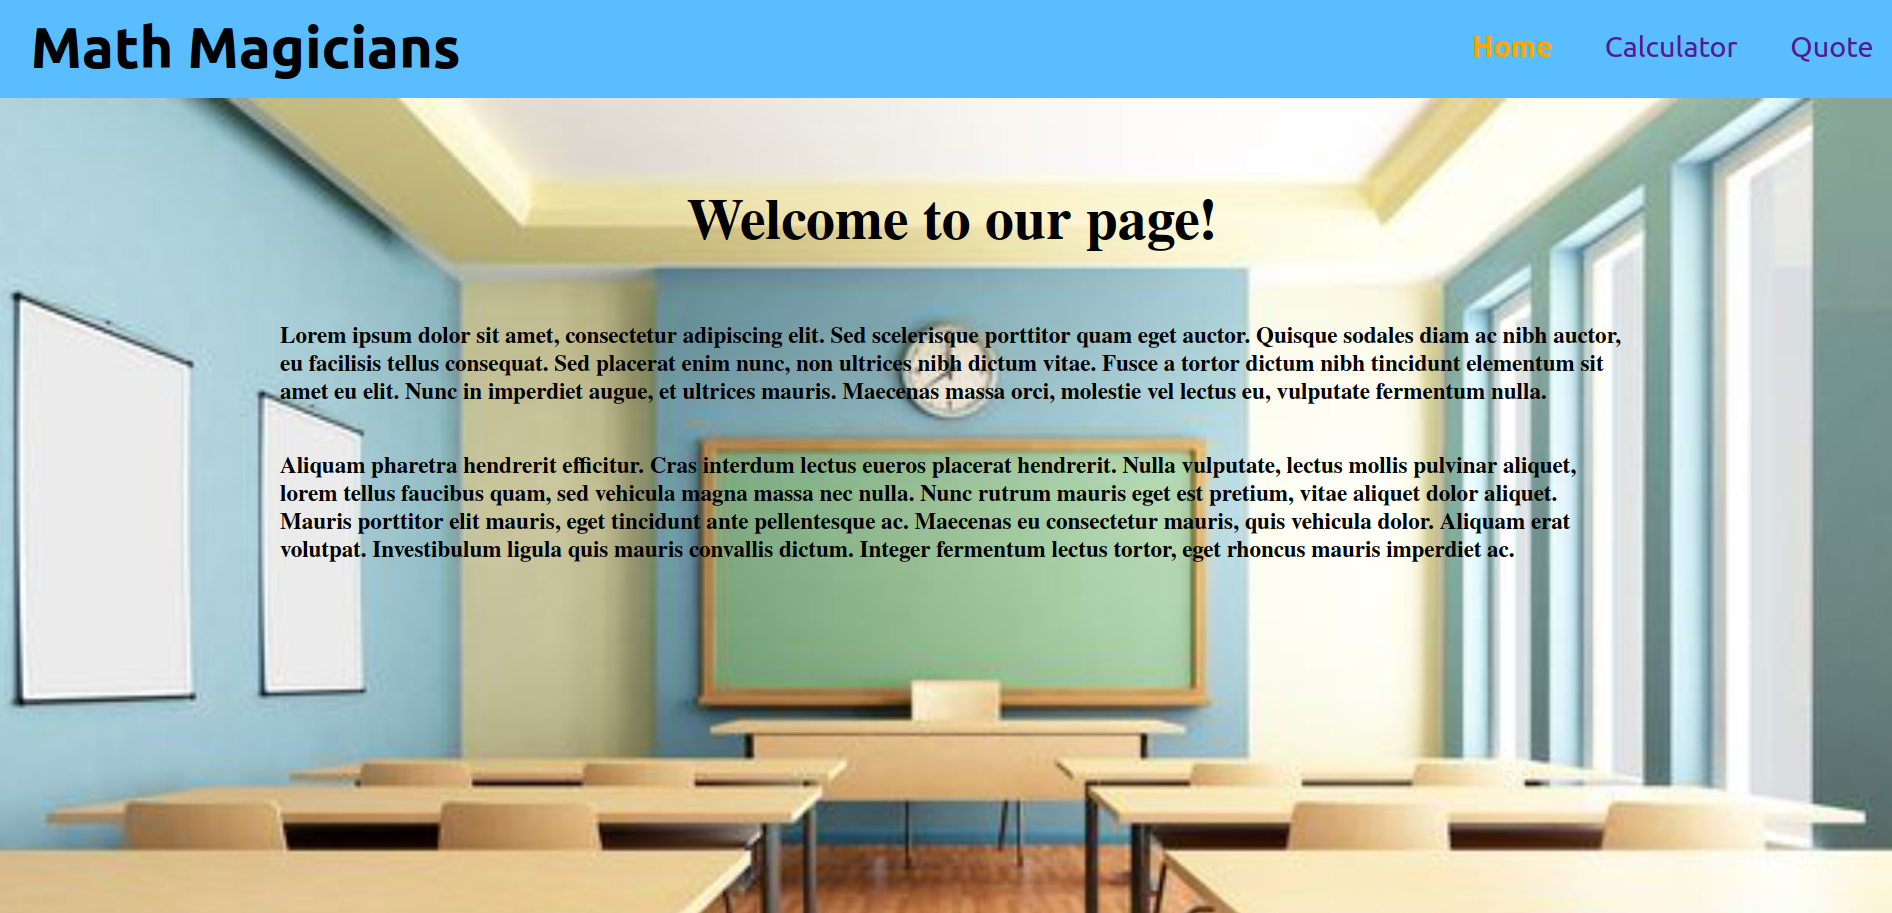 Math Magicians
Home
Calculator
Quote
Welcome to our page!
Lorem ipsum dolor sit amet, consectetur adipiscing elit. Sed scelerisque porttitor quam eget auctor. Quisque sodales diam ac nibh auctor,
eu facilisis tellus consequat. Sed placerat enim nunc, non ultrices nibh dictum vitae. Fusce a tortor dictum nibh tincidunt elementum sit
amet eu elit. Nunc in imperdiet augue, et ultrices mauris. Maecenas massa orci, molestie vel lectus eu, vulputate fermentum nulla.
Aliquam pharetra hendrerit efficitur. Cras interdum lectus eueros placerat hendrerit. Nulla vulputate, lectus mollis pulvinar aliquet,
lorem tellus faucibus quam, sed vehicula magna massa nec nulla. Nunc rutrum mauris eget est pretium, vitae aliquet dolor aliquet.
Mauris porttitor elit mauris, eget tincidunt ante pellentesque ac. Maecenas eu consectetur mauris, quis vehicula dolor. Aliquam erat
volutpat. Investibulum ligula quis mauris convallis dictum. Integer fermentum lectus tortor, eget rhoncus mauris imperdiet ac.